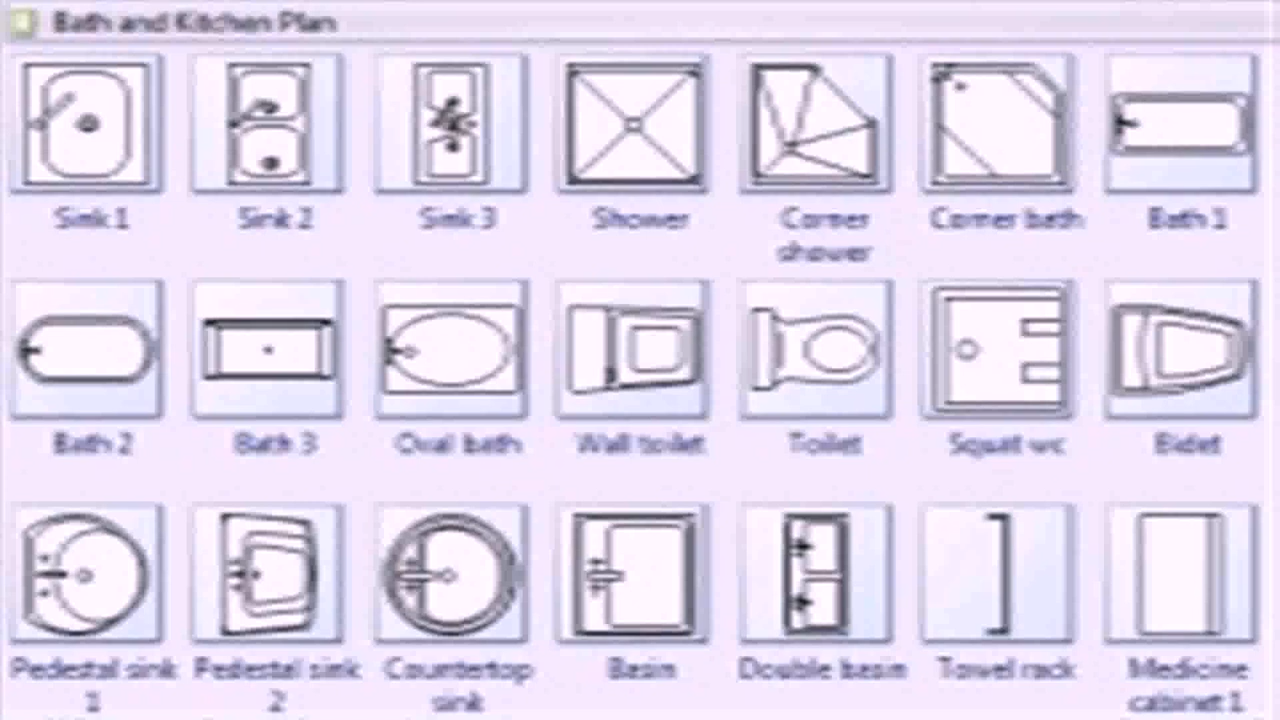 Bath and Kitchen Plan
Sink 1 Sink 2 Sink 3 Shower Corner shower Corner bath Bath 1
Bath 2 Bath 3 Oval bath Wall toilet Toilet Squat wc Bidet
Pedestal sink 1 Pedestal sink 2 Countertop sink Basin Double basin Towel rack Medicine cabinet 1